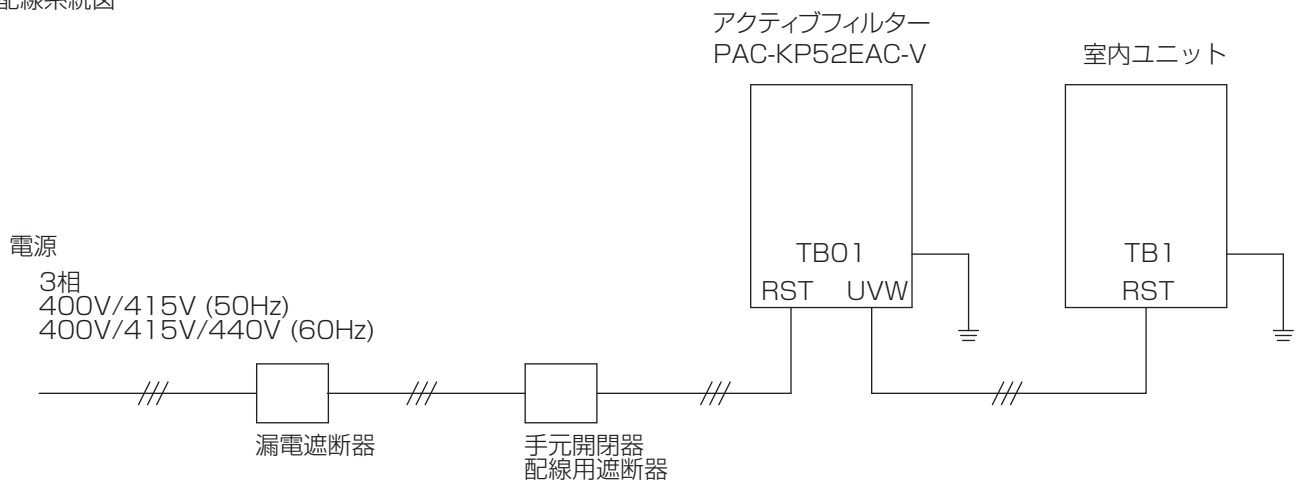 配線系統図
アクティブフィルター
PAC-KP52EAC-V
室内ユニット
電源
3相
400V/415V (50Hz)
400V/415V/440V (60Hz)
TB01
RST UVW
TB1
RST
漏電遮断器
手元開閉器
配線用遮断器